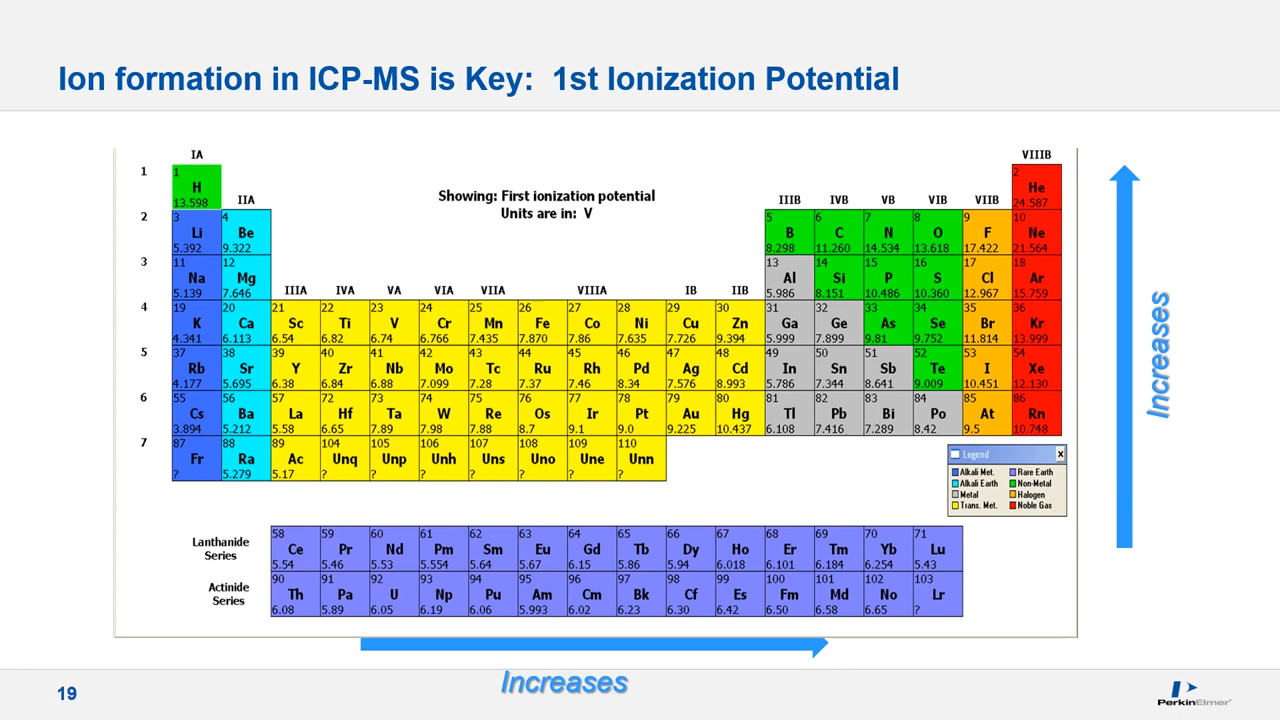 Ion formation in ICP-MS is Key: 1st Ionization Potential
IA VIIIB
1 1 2
H He
13.598 24.587
IIA Showing: First ionization potential IIIB IVB VB VIB VIIB
Units are in: V
2 3 4 5 6 7 8 9 10
Li Be B C N O F Ne
5.392 9.322 8.298 11.260 14.534 13.618 17.422 21.564
3 11 12 13 14 15 16 17 18
Na Mg Al Si P S Cl Ar
5.139 7.646 5.986 8.151 10.486 10.360 12.967 15.759
IIIA IVA VA VIA VIIA VIIIA IB IIB
4 19 20 21 22 23 24 25 26 27 28 29 30 31 32 33 34 35 36
K Ca Sc Ti V Cr Mn Fe Co Ni Cu Zn Ga Ge As Se Br Kr
4.341 6.113 6.54 6.82 6.74 6.766 7.435 7.870 7.86 7.635 7.726 9.394 5.999 7.899 9.81 9.752 11.814 13.999
5 37 38 39 40 41 42 43 44 45 46 47 48 49 50 51 52 53 54
Rb Sr Y Zr Nb Mo Tc Ru Rh Pd Ag Cd In Sn Sb Te I Xe
4.177 5.695 6.38 6.84 6.88 7.099 7.28 7.37 7.46 8.34 7.576 8.993 5.786 7.344 8.641 9.009 10.451 12.130
6 55 56 57 72 73 74 75 76 77 78 79 80 81 82 83 84 85 86
Cs Ba La Hf Ta W Re Os Ir Pt Au Hg Tl Pb Bi Po At Rn
3.894 5.212 5.58 6.65 7.89 7.98 7.88 8.7 9.1 9.0 9.225 10.437 6.108 7.416 7.289 8.42 9.5 10.748
7 87 88 89 104 105 106 107 108 109 110
Fr Ra Ac Unq Unp Unh Uns Uno Une Unn
? 5.279 5.17 ? ? ? ? ? ? ?
Legend x
Alkali Met. Rare Earth
Alkali Earth Non-Metal
Metal Halogen
Trans. Met. Noble Gas
Increases
Lanthanide
Series
58 59 60 61 62 63 64 65 66 67 68 69 70 71
Ce Pr Nd Pm Sm Eu Gd Tb Dy Ho Er Tm Yb Lu
5.54 5.46 5.53 5.554 5.64 5.67 6.15 5.86 5.94 6.018 6.101 6.184 6.254 5.43
Actinide
Series
90 91 92 93 94 95 96 97 98 99 100 101 102 103
Th Pa U Np Pu Am Cm Bk Cf Es Fm Md No Lr
6.08 5.89 6.05 6.19 6.06 5.993 6.02 6.23 6.30 6.42 6.50 6.58 6.65 ?
Increases
19
PerkinElmer